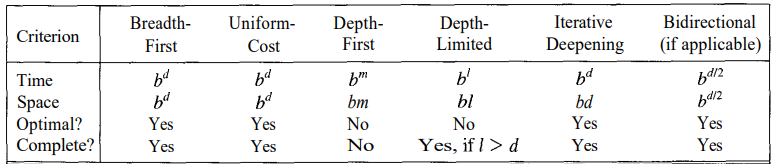 Criterion Breadth- Uniform- Depth- Depth- Iterative Bidirectional
First Cost First Limited Deepening (if applicable)
Time b^d b^d b^m b^l b^d b^{d/2}
Space b^d b^d bm bl bd b^{d/2}
Optimal? Yes Yes No No Yes Yes
Complete? Yes Yes No Yes, if l > d Yes Yes